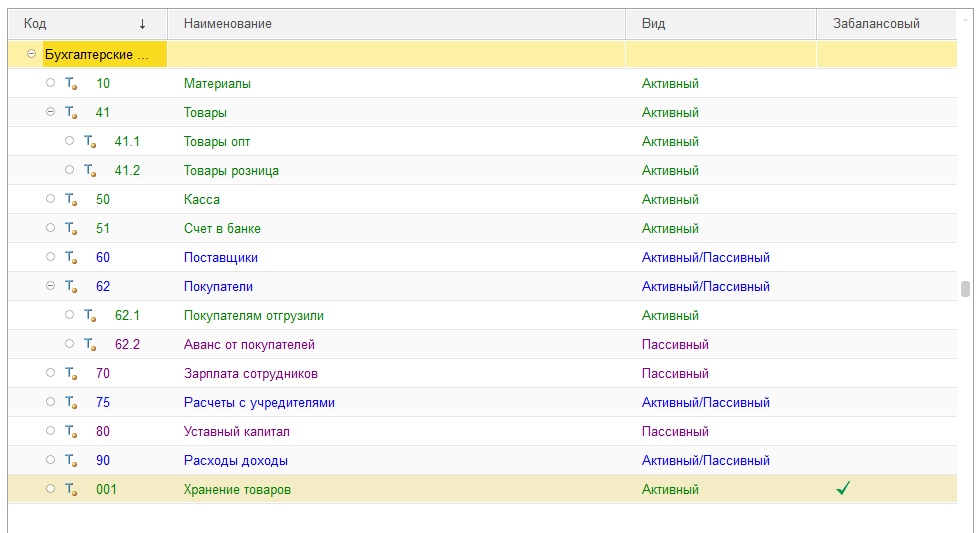 Код ↓ Наименование Вид Забалансовый
Бухгалтерские ...
10 Материалы Активный
41 Товары Активный
41.1 Товары опт Активный
41.2 Товары розница Активный
50 Касса Активный
51 Счет в банке Активный
60 Поставщики Активный/Пассивный
62 Покупатели Активный/Пассивный
62.1 Покупателям отгрузили Активный
62.2 Аванс от покупателей Пассивный
70 Зарплата сотрудников Пассивный
75 Расчеты с учредителями Активный/Пассивный
80 Уставный капитал Пассивный
90 Расходы доходы Активный/Пассивный
001 Хранение товаров Активный